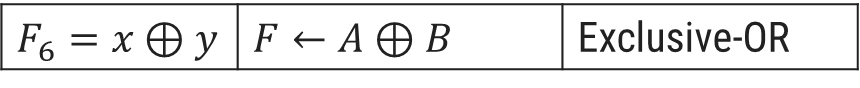 F₆ = x ⊕ y F ← A ⊕ B Exclusive-OR